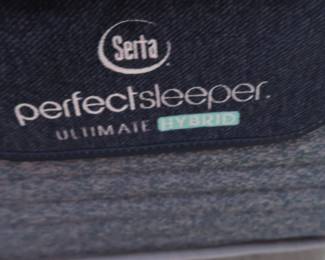 Serta
perfectsleeper.
ULTIMATE HYBRID